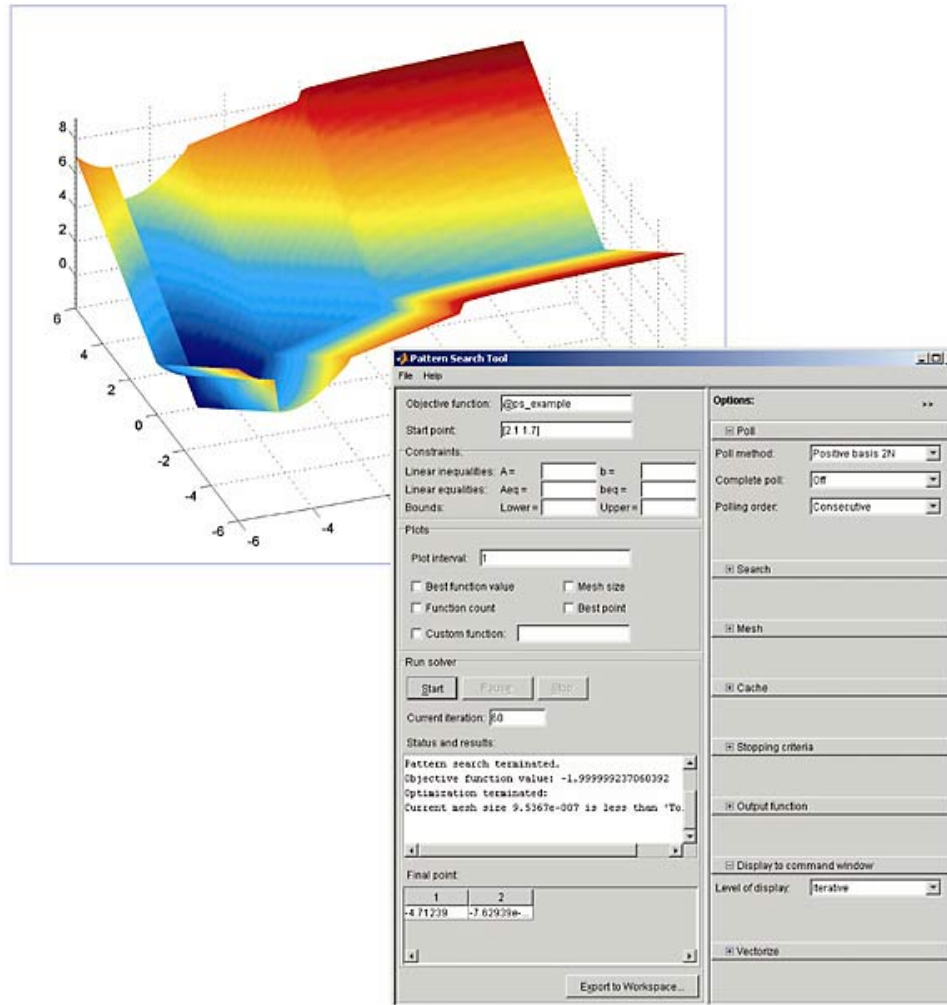 8
6
4
2
0
6
4
2
0
-2
-4
-6
-6
-4
Pattern Search Tool
File Help
Objective function: @ps_example
Start point: [2.1 1.7]
Constraints.
Linear inequalities: A = b =
Linear equalities: Aeq = beq =
Bounds: Lower = Upper =
Plots
Plot interval: 1
Best function value Mesh size
Function count Best point
Custom function:
Run solver
Start Pause Stop
Current iteration: 60
Status and results:
Pattern search terminated.
Objective function value: -1.999999237060392
Optimization terminated:
Current mesh size 9.5367e-007 is less than 'To
Final point:
1 2
-4.71239 -7.62939e-...
Export to Workspace...
Options: >>
Poll
Poll method: Positive basis 2N
Complete poll: Off
Polling order: Consecutive
Search
Mesh
Cache
Stopping criteria
Output function
Display to command window
Level of display: Iterative
Vectorize